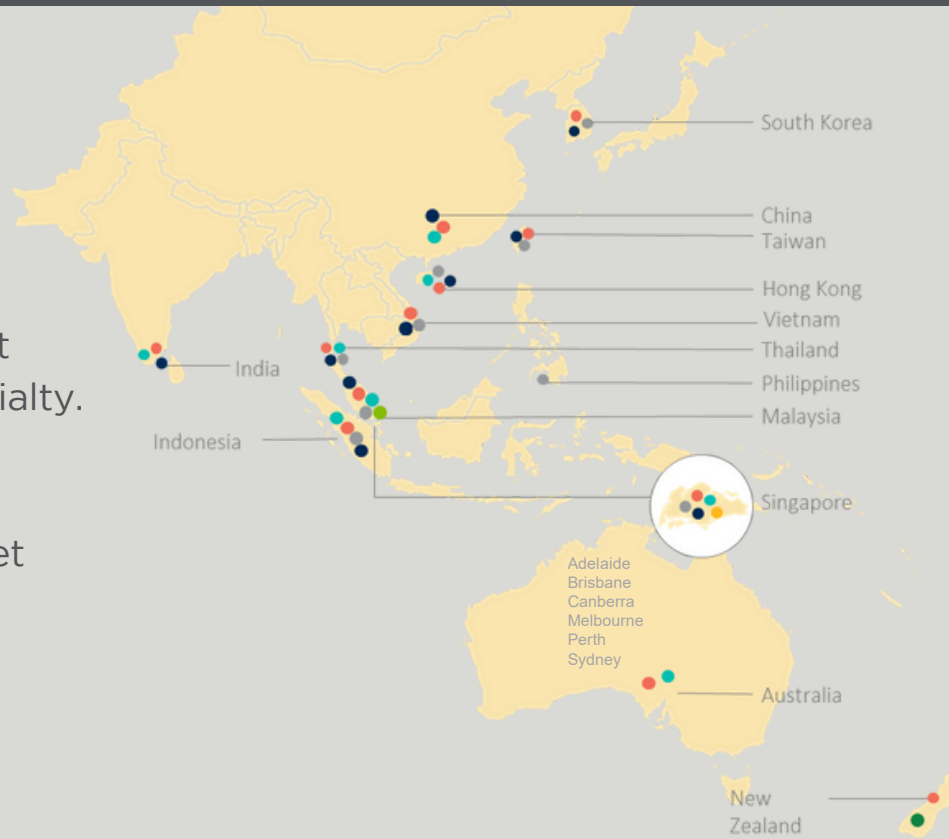 t
ialty.
et
South Korea
China
Taiwan
Hong Kong
Vietnam
Thailand
India
Philippines
Malaysia
Indonesia
Singapore
Adelaide
Brisbane
Canberra
Melbourne
Perth
Sydney
Australia
New
Zealand